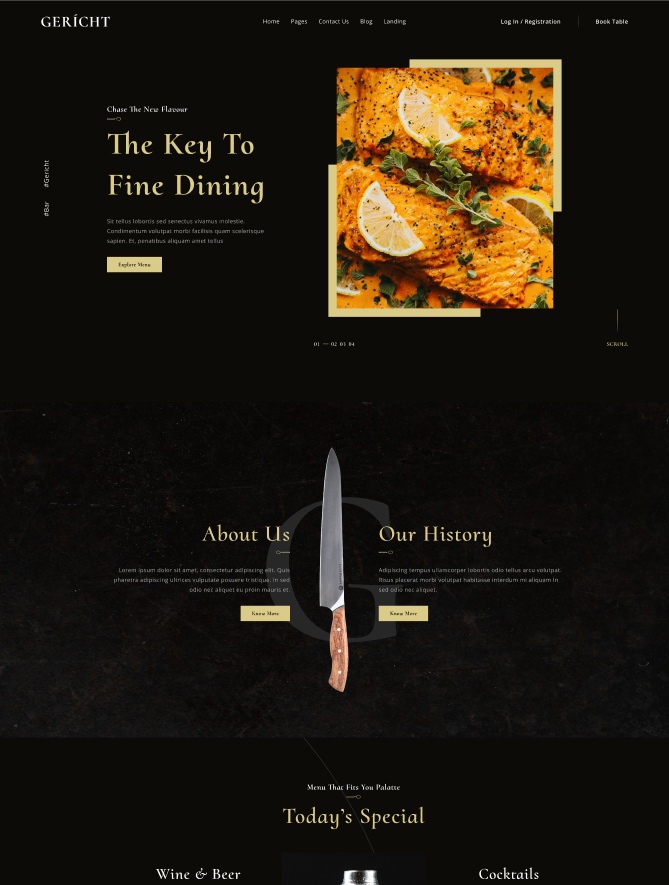 GERÍCHT
Home Pages Contact Us Blog Landing
Log In / Registration
Book Table
Chase The New Flavour
The Key To
Fine Dining
#Gericht
#Bar
Sit tellus lobortis sed senectus vivamus molestie.
Condimentum volutpat morbi facilisis quam scelerisque
sapien. Et, penatibus aliquam amet tellus
Explore Menu
01 — 02 03 04
SCROLL
G
About Us
Lorem ipsum dolor sit amet, consectetur adipiscing elit. Quis
pharetra adipiscing ultrices vulputate posuere tristique. In sed
odio nec aliquet eu proin mauris et.
Know More
Our History
Adipiscing tempus ullamcorper lobortis odio tellus arcu volutpat.
Risus placerat morbi volutpat habitasse interdum mi aliquam In
sed odio nec aliquet.
Know More
Menu That Fits You Palatte
Today's Special
Wine & Beer
Cocktails